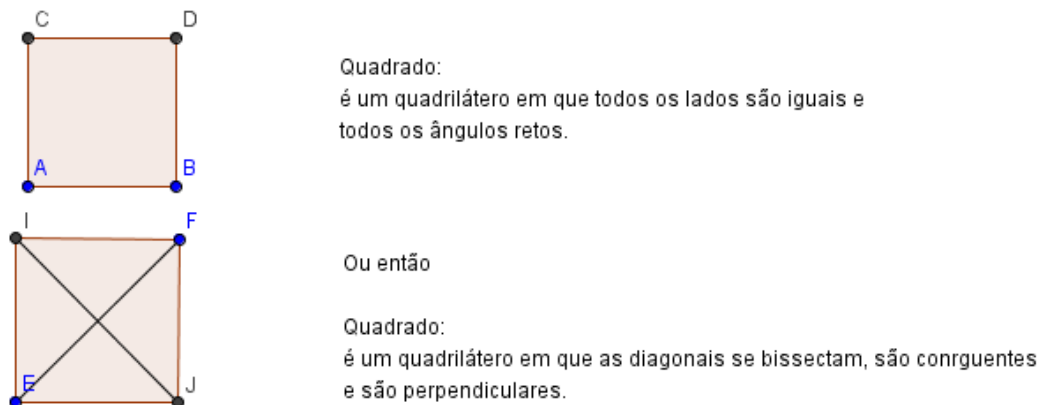 C D
Quadrado:
é um quadrilátero em que todos os lados são iguais e
todos os ângulos retos.
A B
I F
Ou então
Quadrado:
é um quadrilátero em que as diagonais se bissectam, são conrguentes
e são perpendiculares.
E J